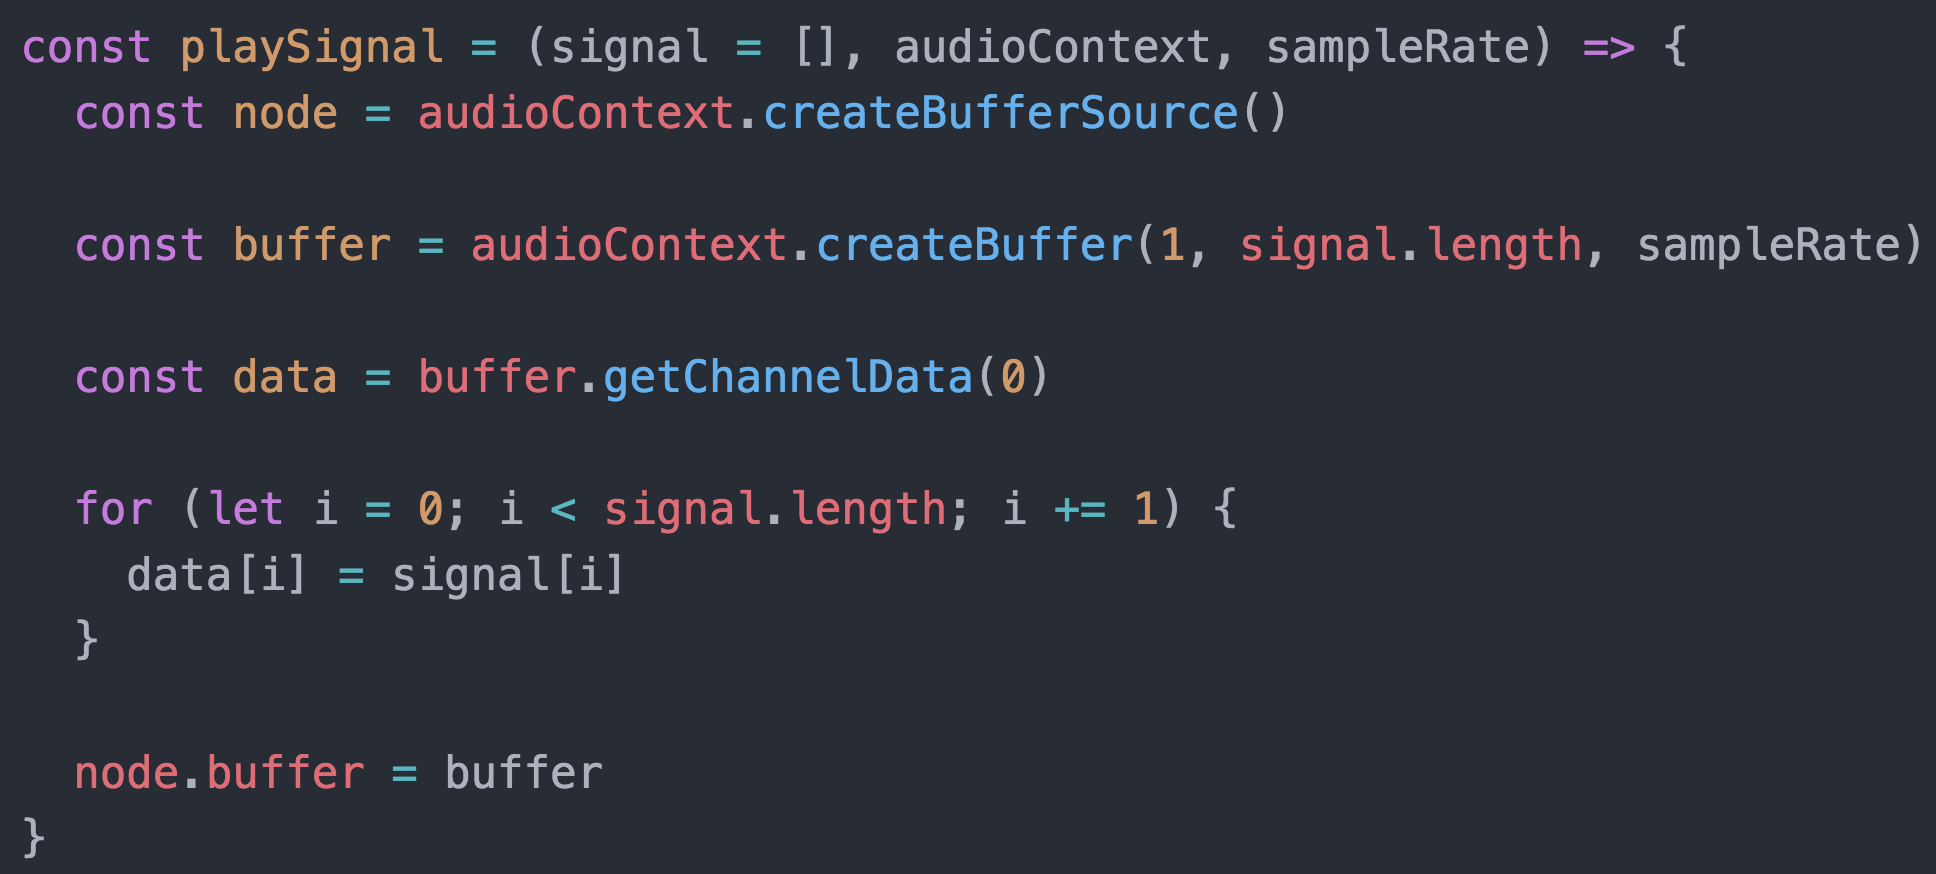 const playSignal = (signal = [], audioContext, sampleRate) => {
  const node = audioContext.createBufferSource()

  const buffer = audioContext.createBuffer(1, signal.length, sampleRate)

  const data = buffer.getChannelData(0)

  for (let i = 0; i < signal.length; i += 1) {
    data[i] = signal[i]
  }

  node.buffer = buffer
}